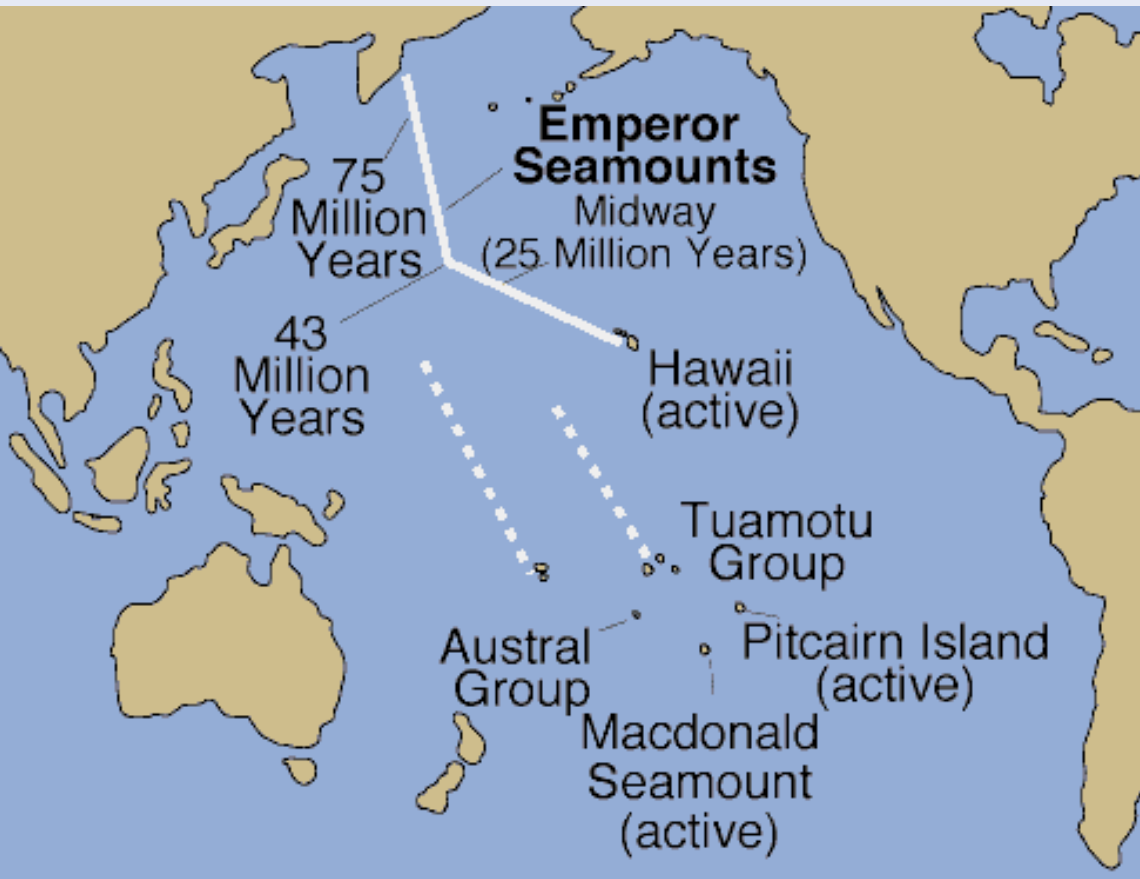 Emperor
Seamounts
75
Million
Years
Midway
(25 Million Years)
43
Million
Years
Hawaii
(active)
Tuamotu
Group
Austral
Group
Pitcairn Island
(active)
Macdonald
Seamount
(active)